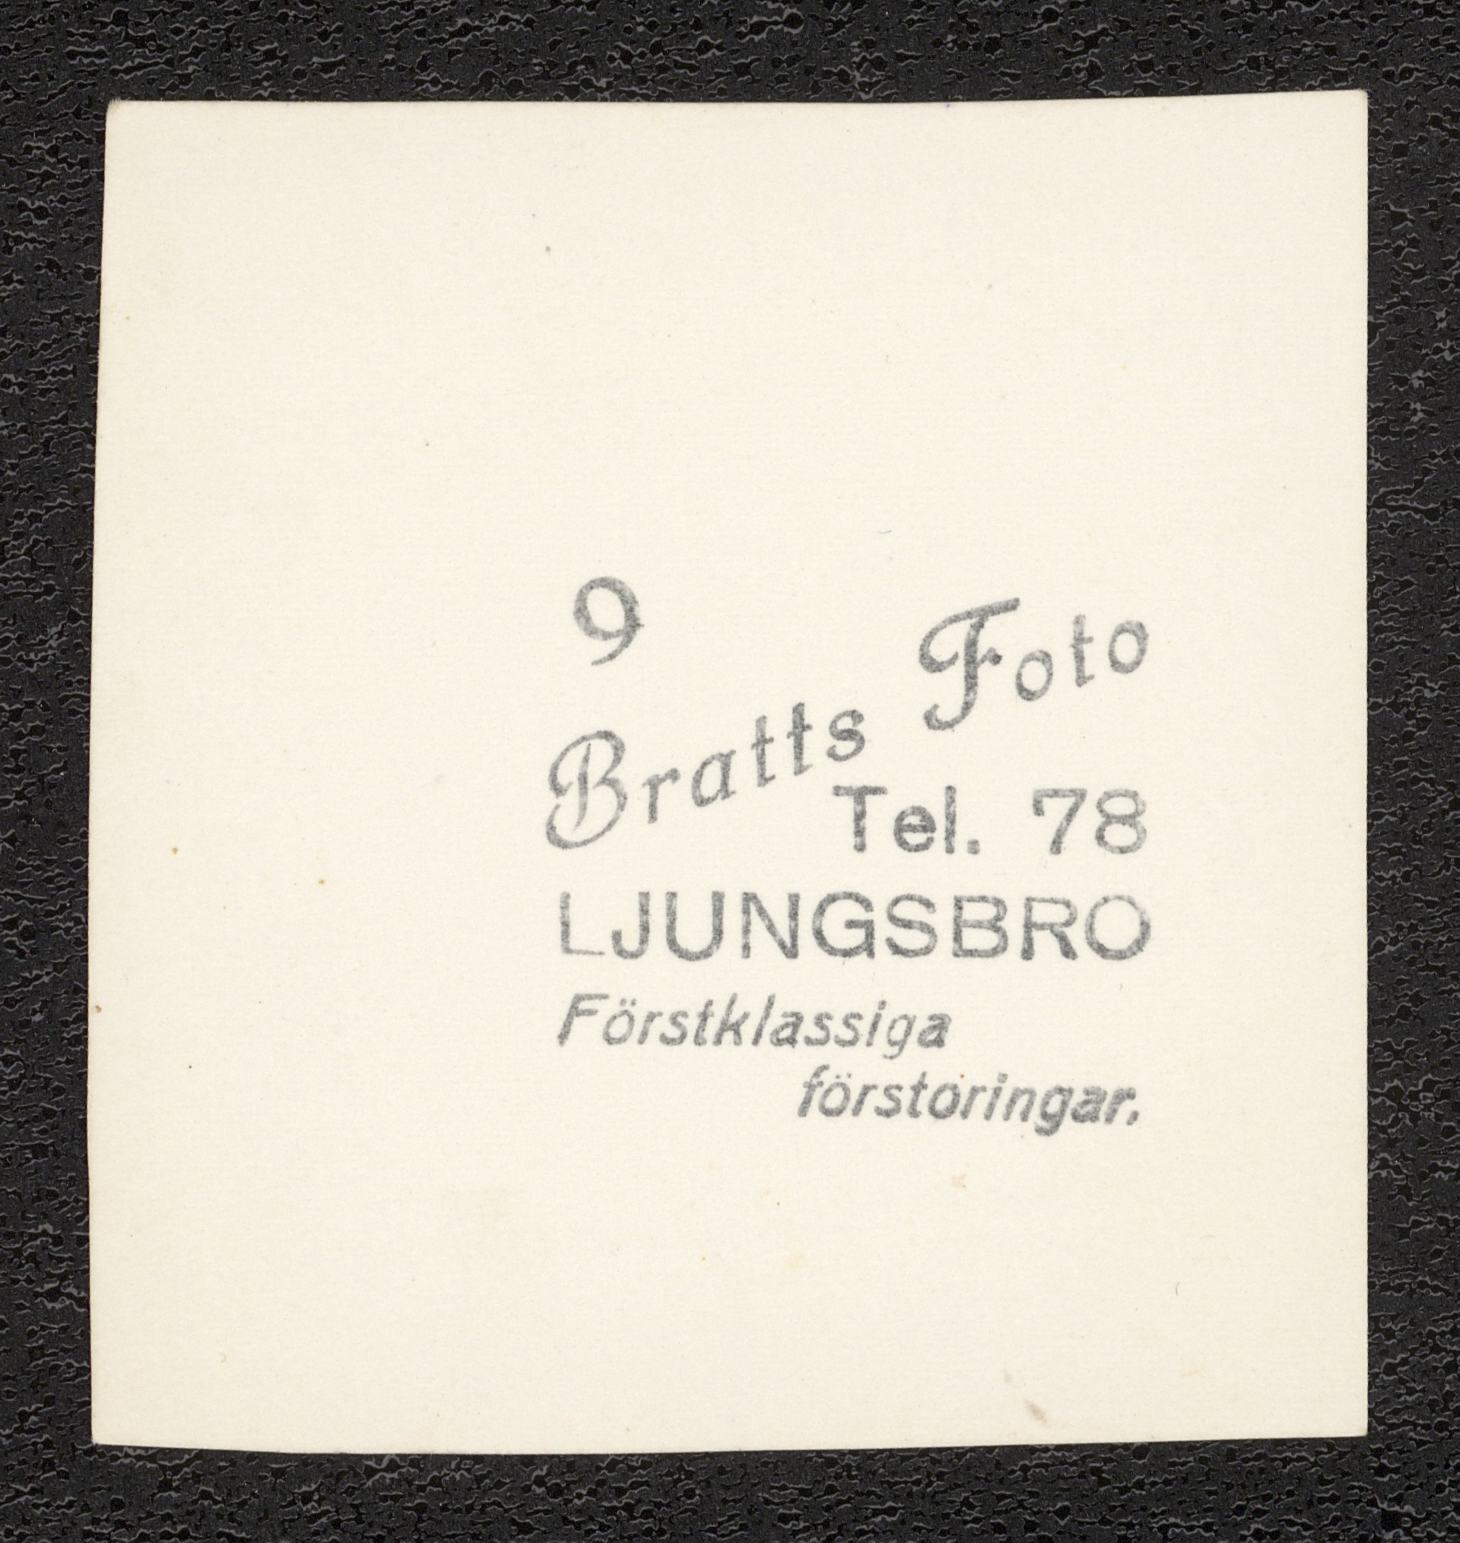 9
Bratts Foto
Tel. 78
LJUNGSBRO
Förstklassiga
förstoringar.